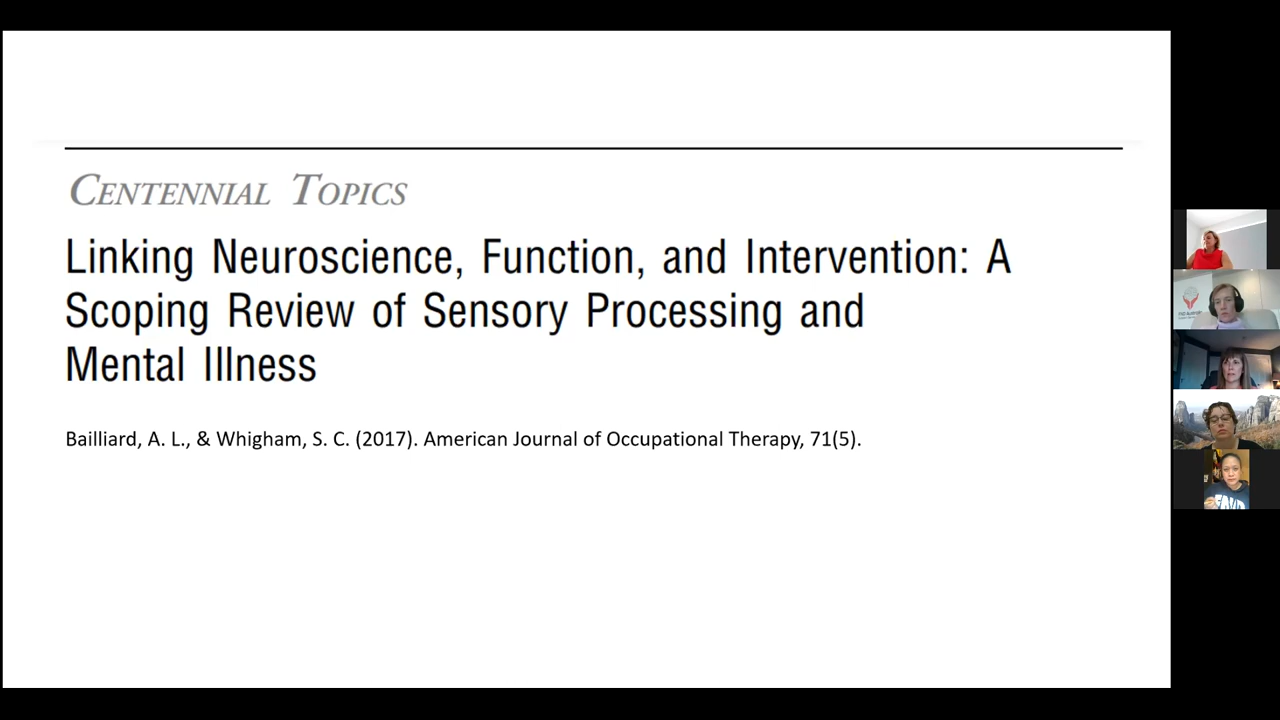 CENTENNIAL TOPICS
Linking Neuroscience, Function, and Intervention: A
Scoping Review of Sensory Processing and
Mental Illness
Bailliard, A. L., & Whigham, S. C. (2017). American Journal of Occupational Therapy, 71(5).